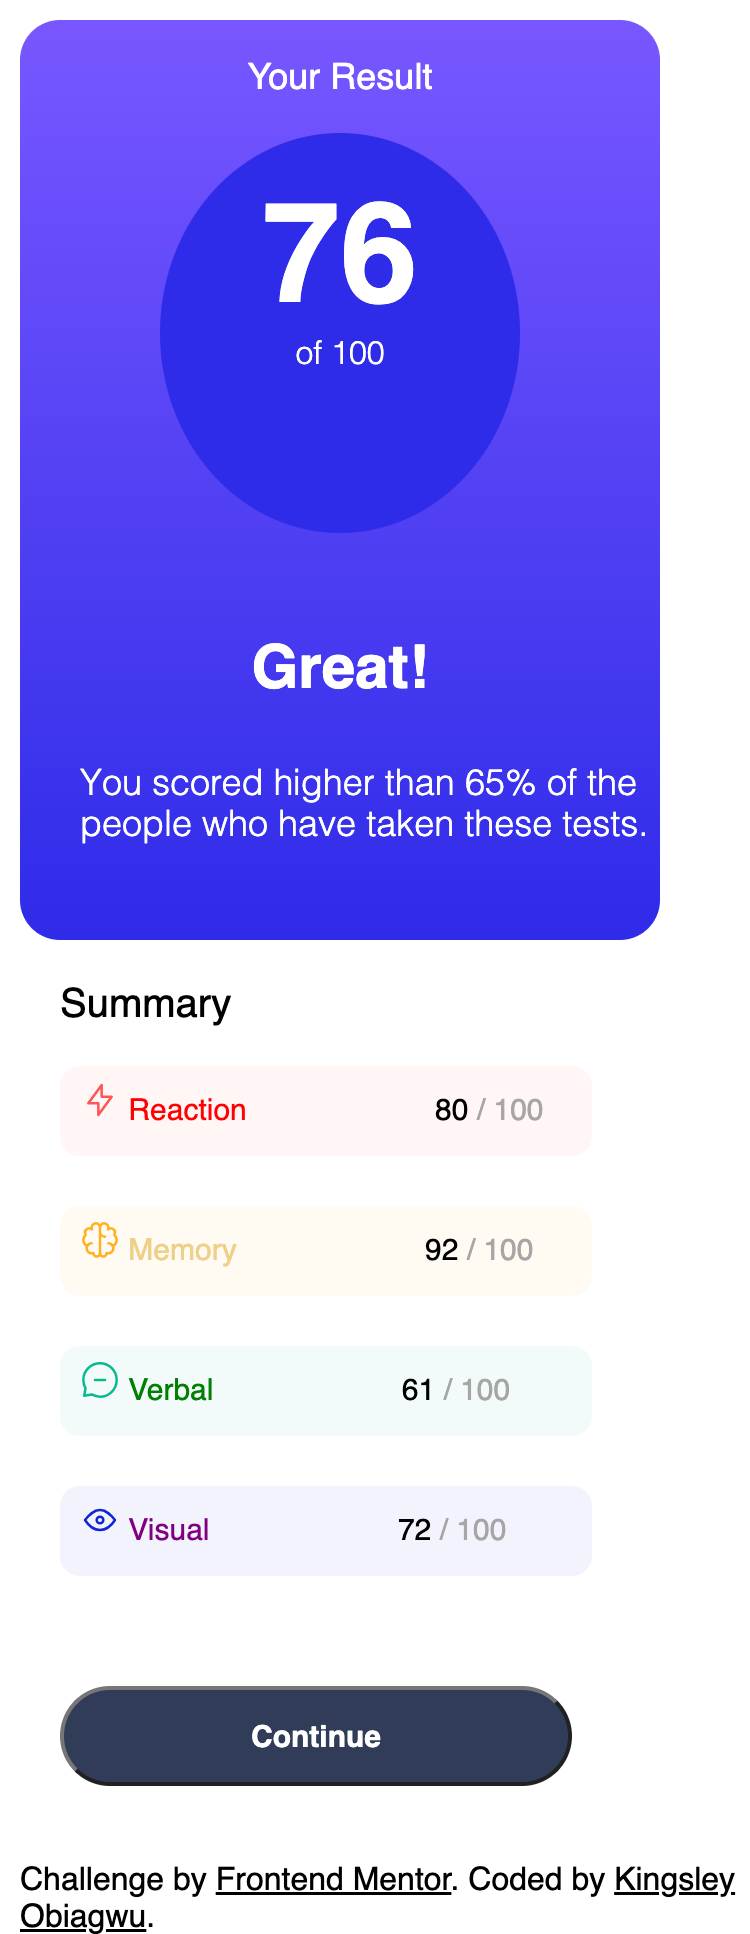 Your Result
76
of 100
Great!
You scored higher than 65% of the
people who have taken these tests.
Summary
Reaction 80 / 100
Memory 92 / 100
Verbal 61 / 100
Visual 72 / 100
Continue
Challenge by Frontend Mentor. Coded by Kingsley
Obiagwu.